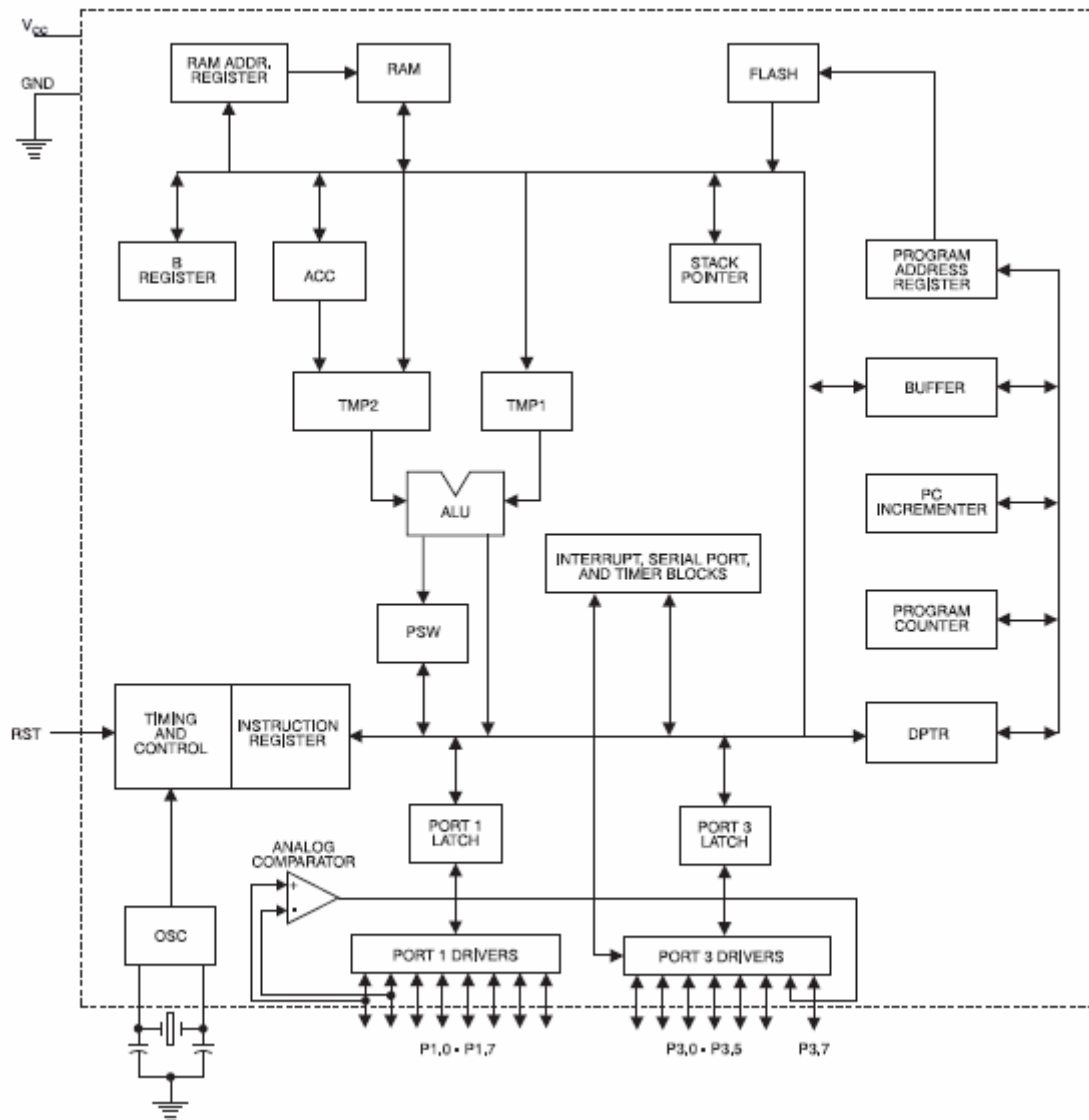 VCC
GND
RAM ADDR.
REGISTER
RAM
FLASH
B
REGISTER
ACC
STACK
POINTER
PROGRAM
ADDRESS
REGISTER
TMP2
TMP1
BUFFER
ALU
PC
INCREMENTER
INTERRUPT, SERIAL PORT,
AND TIMER BLOCKS
PSW
PROGRAM
COUNTER
RST
TIMING
AND
CONTROL
INSTRUCTION
REGISTER
DPTR
PORT 1
LATCH
PORT 3
LATCH
ANALOG
COMPARATOR
+
-
OSC
PORT 1 DRIVERS
PORT 3 DRIVERS
P1.0 - P1.7
P3.0 - P3.5
P3.7